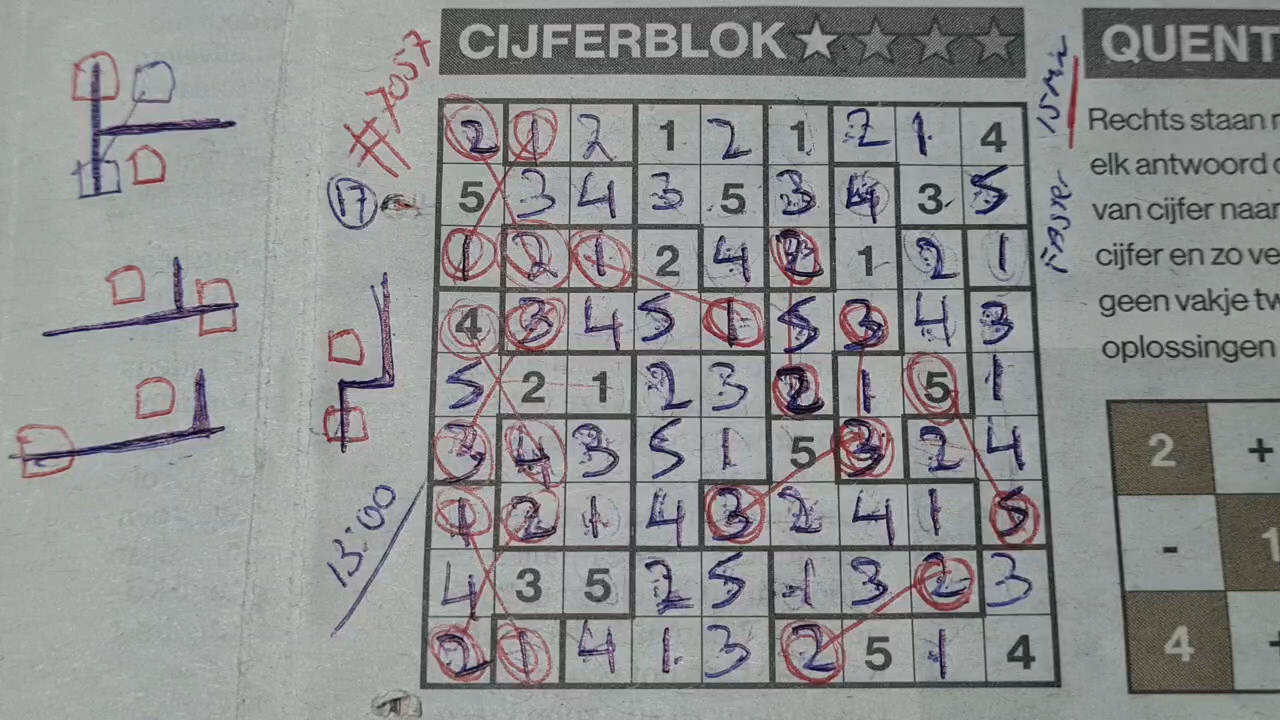 CIJFERBLOK
#7057
15 Min
FASTER
17
13:00
2 1 2 1 2 1 2 1 4
5 3 4 3 5 3 4 3 5
1 2 1 2 4 2 1 2 1
4 3 4 5 1 5 3 4 3
5 2 1 2 3 2 1 5 1
3 4 3 5 1 5 3 2 4
1 2 1 4 3 2 4 1 5
4 3 5 2 5 1 3 2 3
2 1 4 1 3 2 5 1 4
QUENT
Rechts staan
elk antwoord
van cijfer naar
cijfer en zo ve
geen vakje tw
oplossingen
2 +
- 1
4